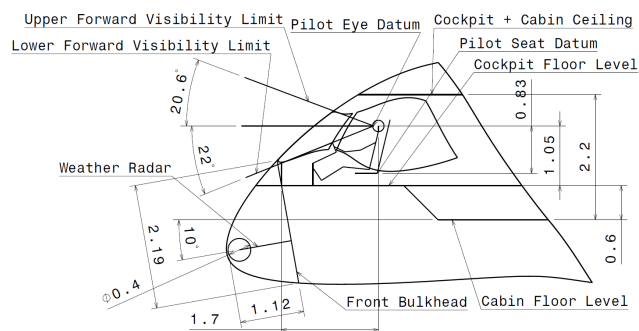 Upper Forward Visibility Limit
Pilot Eye Datum
Cockpit + Cabin Ceiling
Lower Forward Visibility Limit
Pilot Seat Datum
Cockpit Floor Level
20.6°
0.83
22°
1.05
2.2
Weather Radar
10°
2.19
0.6
Ø0.4
1.12
Front Bulkhead
Cabin Floor Level
1.7